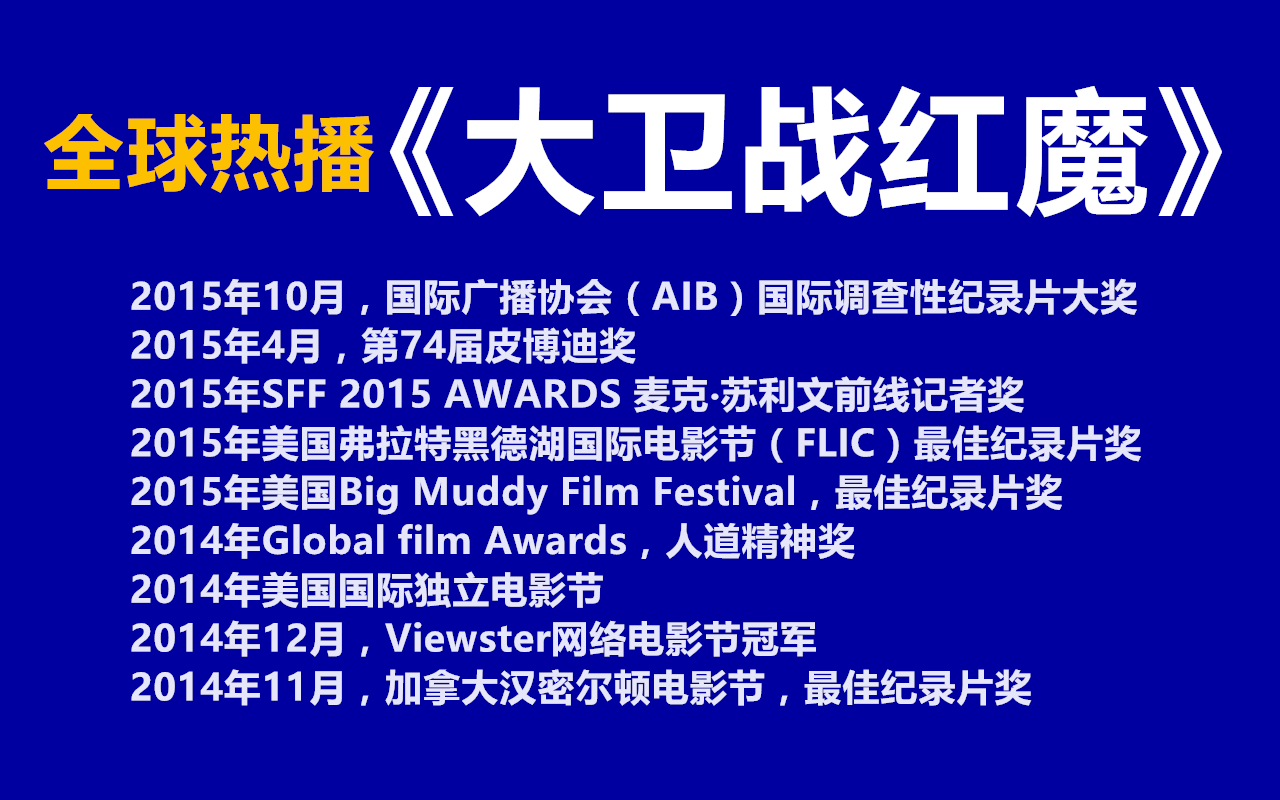 全球热播《大卫战红魔》
2015年10月，国际广播协会（AIB）国际调查性纪录片大奖
2015年4月，第74届皮博迪奖
2015年SFF 2015 AWARDS 麦克·苏利文前线记者奖
2015年美国弗拉特黑德湖国际电影节（FLIC）最佳纪录片奖
2015年美国Big Muddy Film Festival，最佳纪录片奖
2014年Global film Awards，人道精神奖
2014年美国国际独立电影节
2014年12月，Viewster网络电影节冠军
2014年11月，加拿大汉密尔顿电影节，最佳纪录片奖